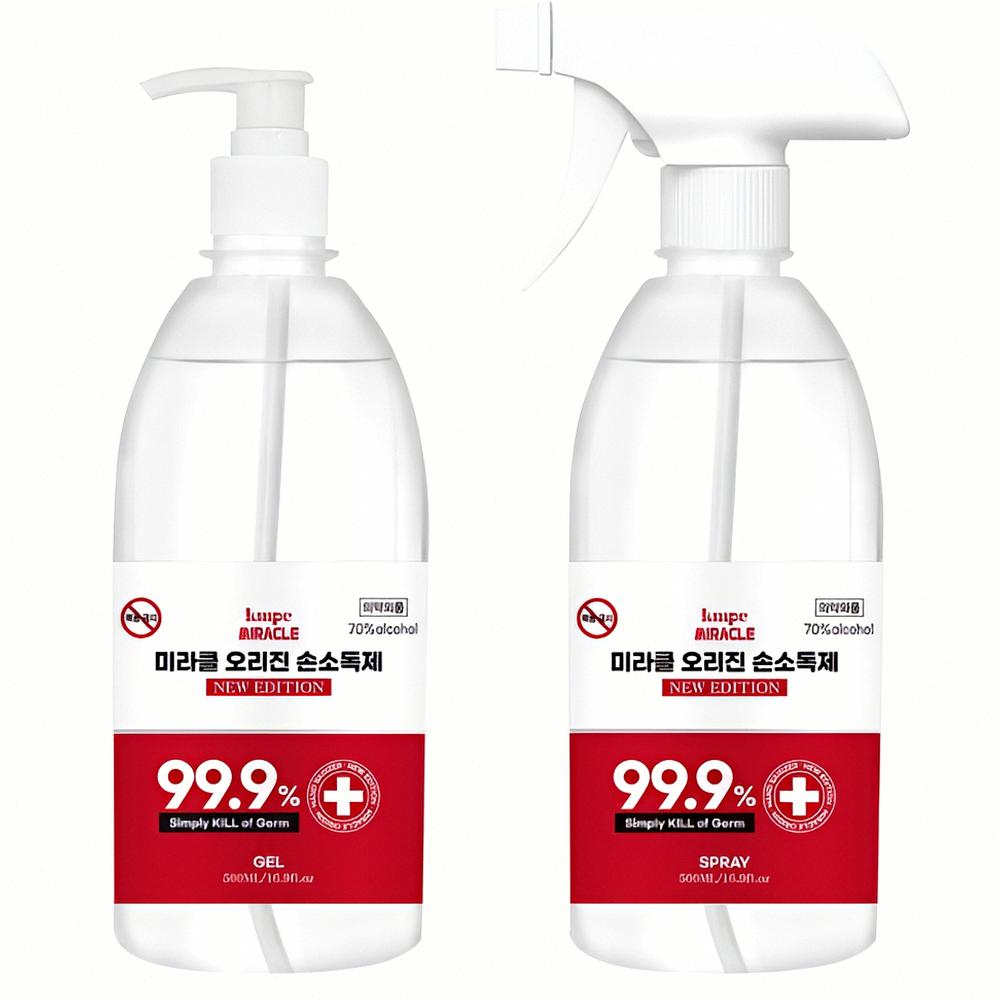 의약외품
70%alcohol
MIRACLE
미라클 오리진 손소독제
NEW EDITION
99.9%
Simply KILL of Germ
GEL
500ML/16.9fl.oz
의약외품
70%alcohol
MIRACLE
미라클 오리진 손소독제
NEW EDITION
99.9%
Simply KILL of Germ
SPRAY
500ML/16.9fl.oz